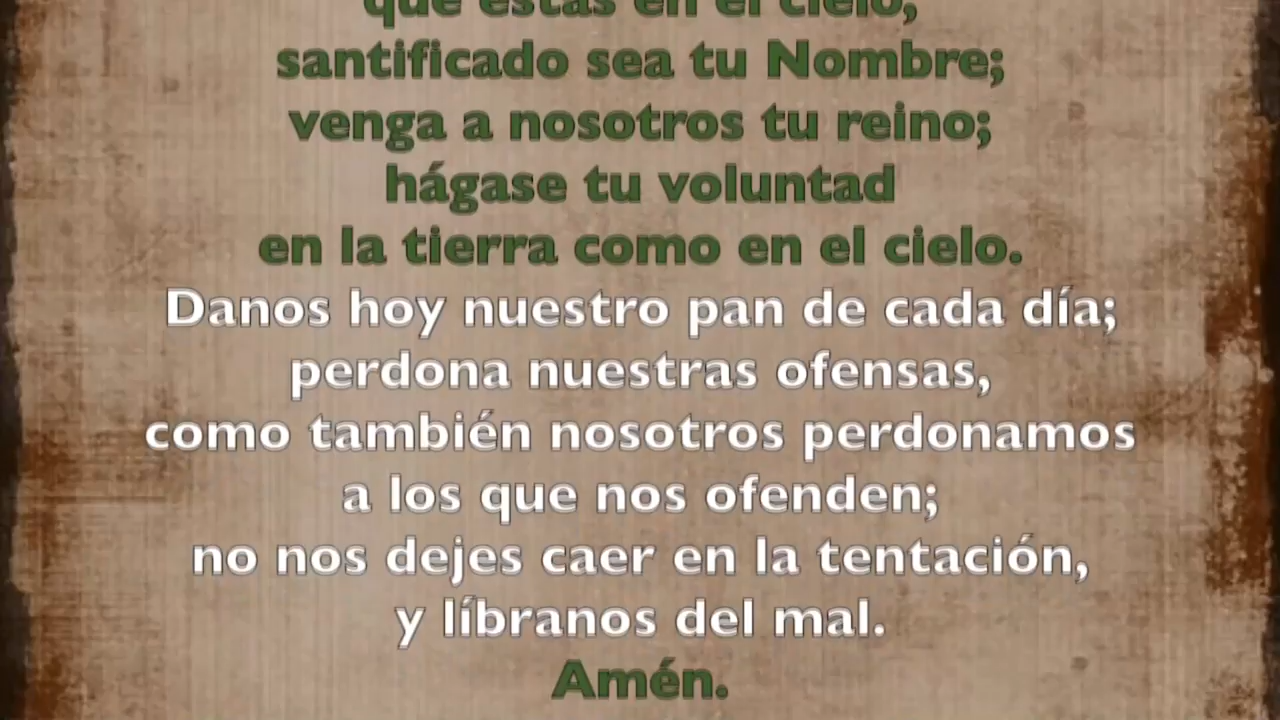 que estás en el cielo,
santificado sea tu Nombre;
venga a nosotros tu reino;
hágase tu voluntad
en la tierra como en el cielo.
Danos hoy nuestro pan de cada día;
perdona nuestras ofensas,
como también nosotros perdonamos
a los que nos ofenden;
no nos dejes caer en la tentación,
y líbranos del mal.
Amén.